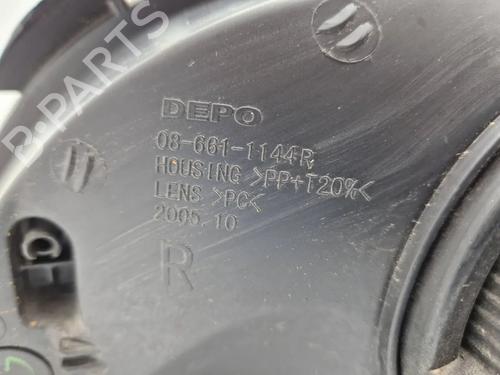 B-PARTS
DEPO
08-661-1144R
HOUSING >PP+T20%<
LENS >PC<
2005.10
R